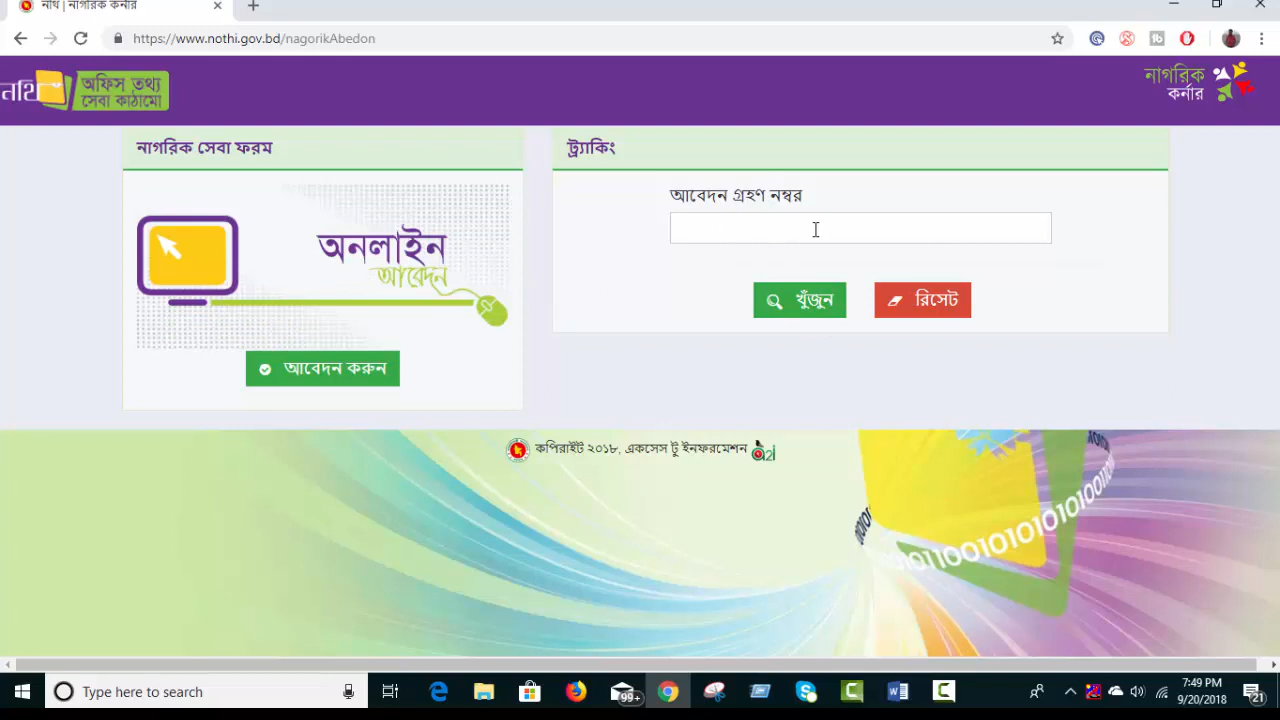 নথি | নাগরিক কর্নার
https://www.nothi.gov.bd/nagorikAbedon
নথি
অফিস তথ্য
সেবা কাঠামো
নাগরিক
কর্নার
নাগরিক সেবা ফরম
অনলাইন
আবেদন
আবেদন করুন
ট্র্যাকিং
আবেদন গ্রহণ নম্বর
খুঁজুন
রিসেট
কপিরাইট ২০১৮, একসেস টু ইনফরমেশন
a2i
Type here to search
99+
7:49 PM
9/20/2018
21